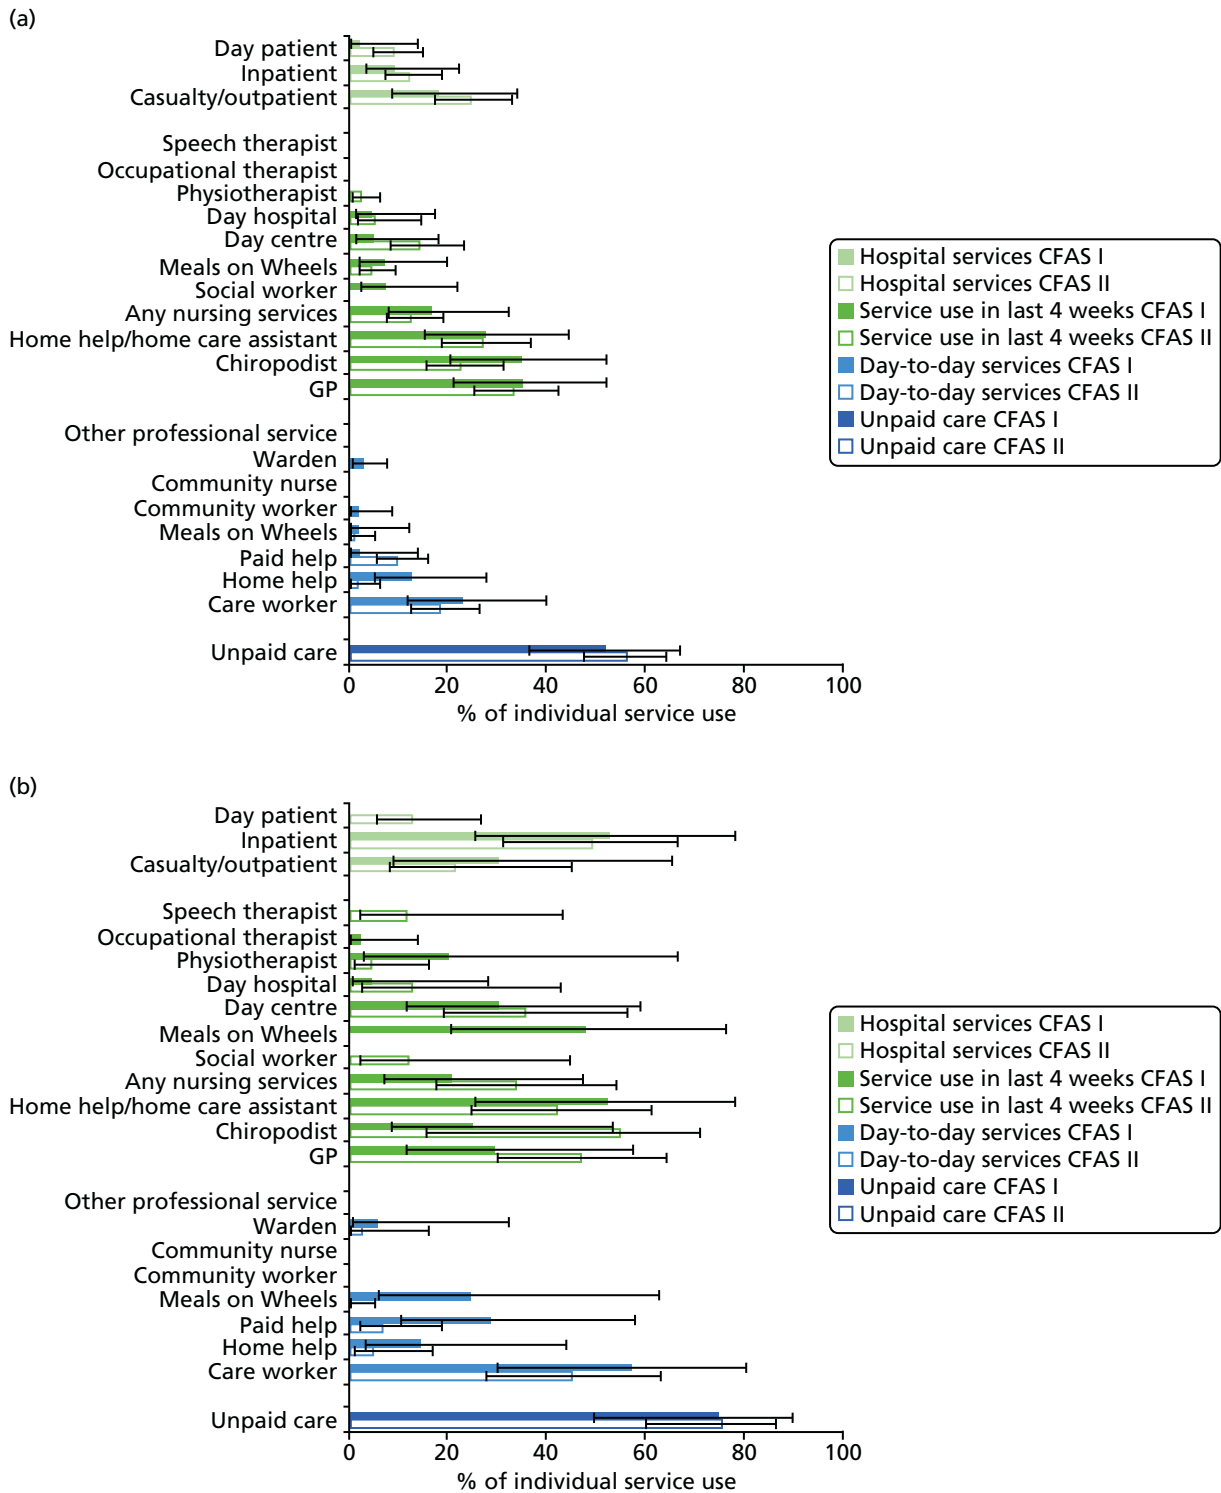 (a)
Day patient
Inpatient
Casualty/outpatient
Speech therapist
Occupational therapist
Physiotherapist
Day hospital
Day centre
Meals on Wheels
Social worker
Any nursing services
Home help/home care assistant
Chiropodist
GP
Other professional service
Warden
Community nurse
Community worker
Meals on Wheels
Paid help
Home help
Care worker
Unpaid care
0 20 40 60 80 100
% of individual service use
Hospital services CFAS I
Hospital services CFAS II
Service use in last 4 weeks CFAS I
Service use in last 4 weeks CFAS II
Day-to-day services CFAS I
Day-to-day services CFAS II
Unpaid care CFAS I
Unpaid care CFAS II
(b)
Day patient
Inpatient
Casualty/outpatient
Speech therapist
Occupational therapist
Physiotherapist
Day hospital
Day centre
Meals on Wheels
Social worker
Any nursing services
Home help/home care assistant
Chiropodist
GP
Other professional service
Warden
Community nurse
Community worker
Meals on Wheels
Paid help
Home help
Care worker
Unpaid care
0 20 40 60 80 100
% of individual service use
Hospital services CFAS I
Hospital services CFAS II
Service use in last 4 weeks CFAS I
Service use in last 4 weeks CFAS II
Day-to-day services CFAS I
Day-to-day services CFAS II
Unpaid care CFAS I
Unpaid care CFAS II